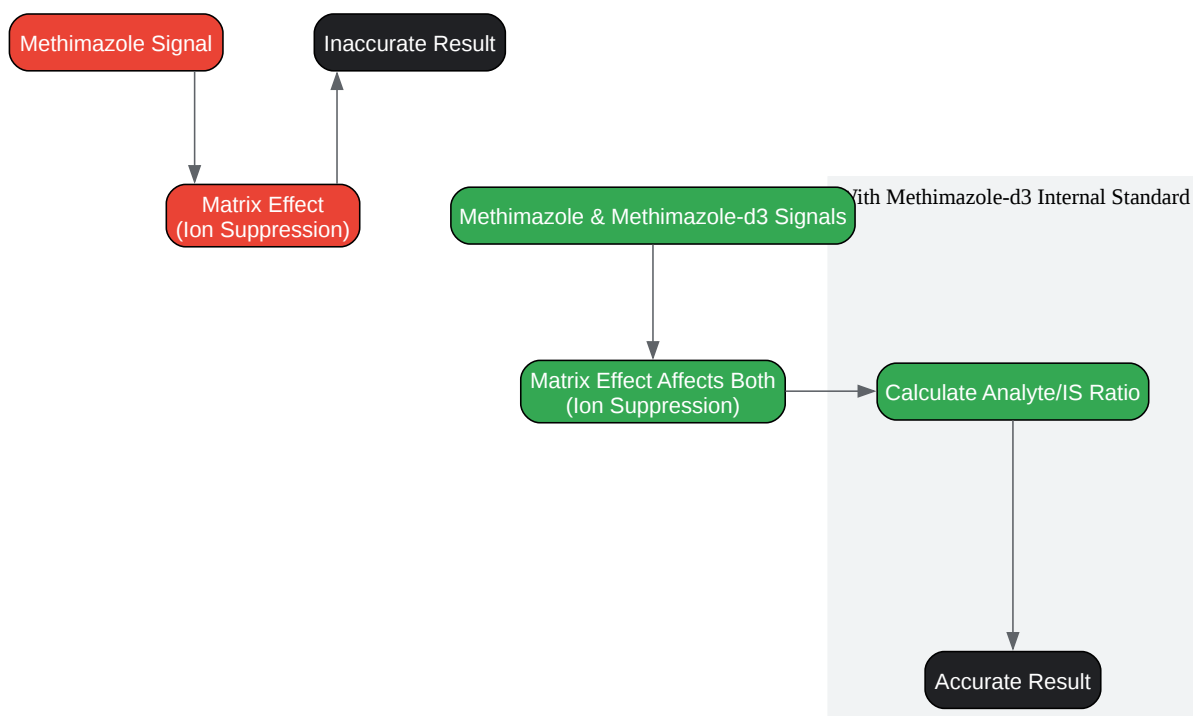 Methimazole Signal
Inaccurate Result
Matrix Effect
(Ion Suppression)
With Methimazole-d3 Internal Standard
Methimazole & Methimazole-d3 Signals
Matrix Effect Affects Both
(Ion Suppression)
Calculate Analyte/IS Ratio
Accurate Result